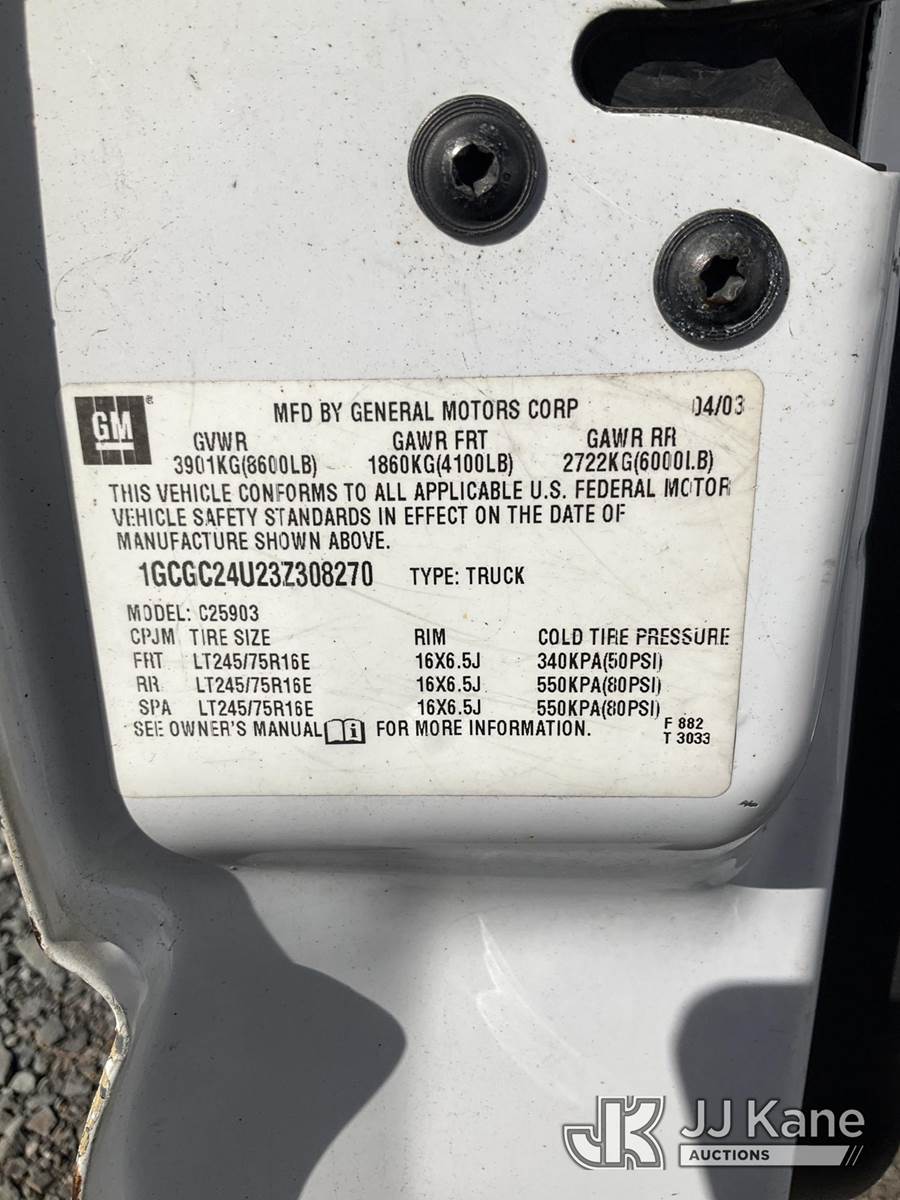 GM ®
MFD BY GENERAL MOTORS CORP 04/03
GVWR GAWR FRT GAWR RR
3901KG(8600LB) 1860KG(4100LB) 2722KG(6000LB)
THIS VEHICLE CONFORMS TO ALL APPLICABLE U.S. FEDERAL MOTOR
VEHICLE SAFETY STANDARDS IN EFFECT ON THE DATE OF
MANUFACTURE SHOWN ABOVE.
1GCGC24U23Z308270 TYPE: TRUCK
MODEL: C25903
CPJM TIRE SIZE RIM COLD TIRE PRESSURE
FRT LT245/75R16E 16X6.5J 340KPA(50PSI)
RR LT245/75R16E 16X6.5J 550KPA(80PSI)
SPA LT245/75R16E 16X6.5J 550KPA(80PSI)
SEE OWNER'S MANUAL i FOR MORE INFORMATION.
F 882
T 3033
JK JJ Kane
AUCTIONS